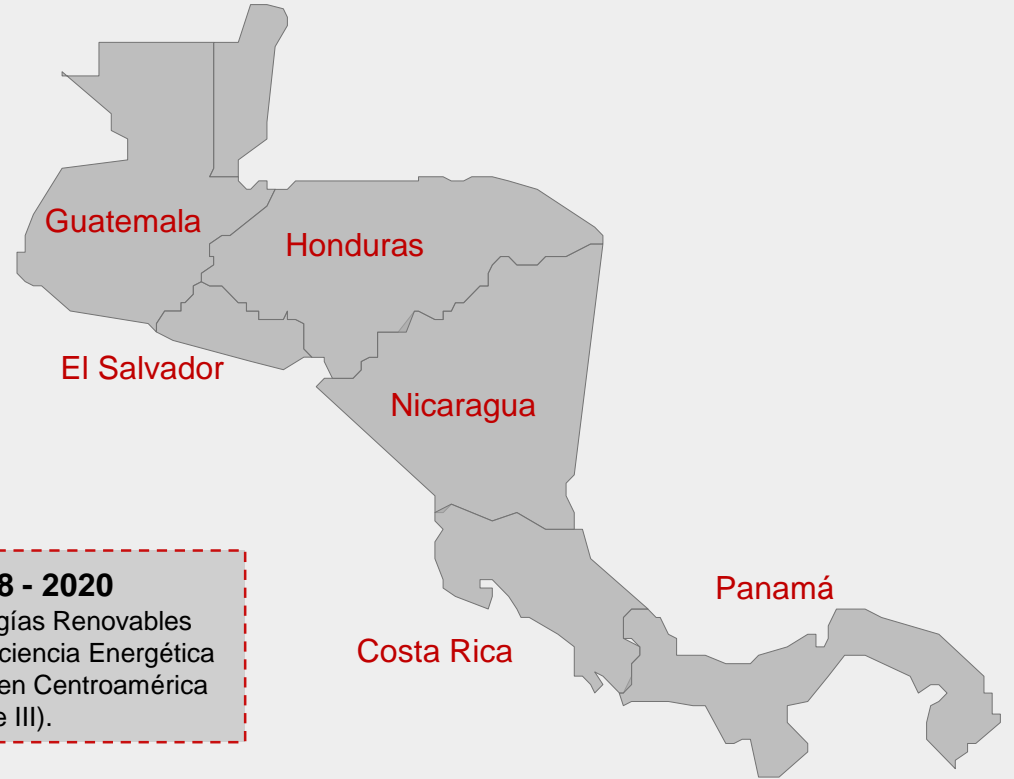 Guatemala
Honduras
El Salvador
Nicaragua
8 - 2020
gías Renovables
ciencia Energética
en Centroamérica
e III).
Panamá
Costa Rica